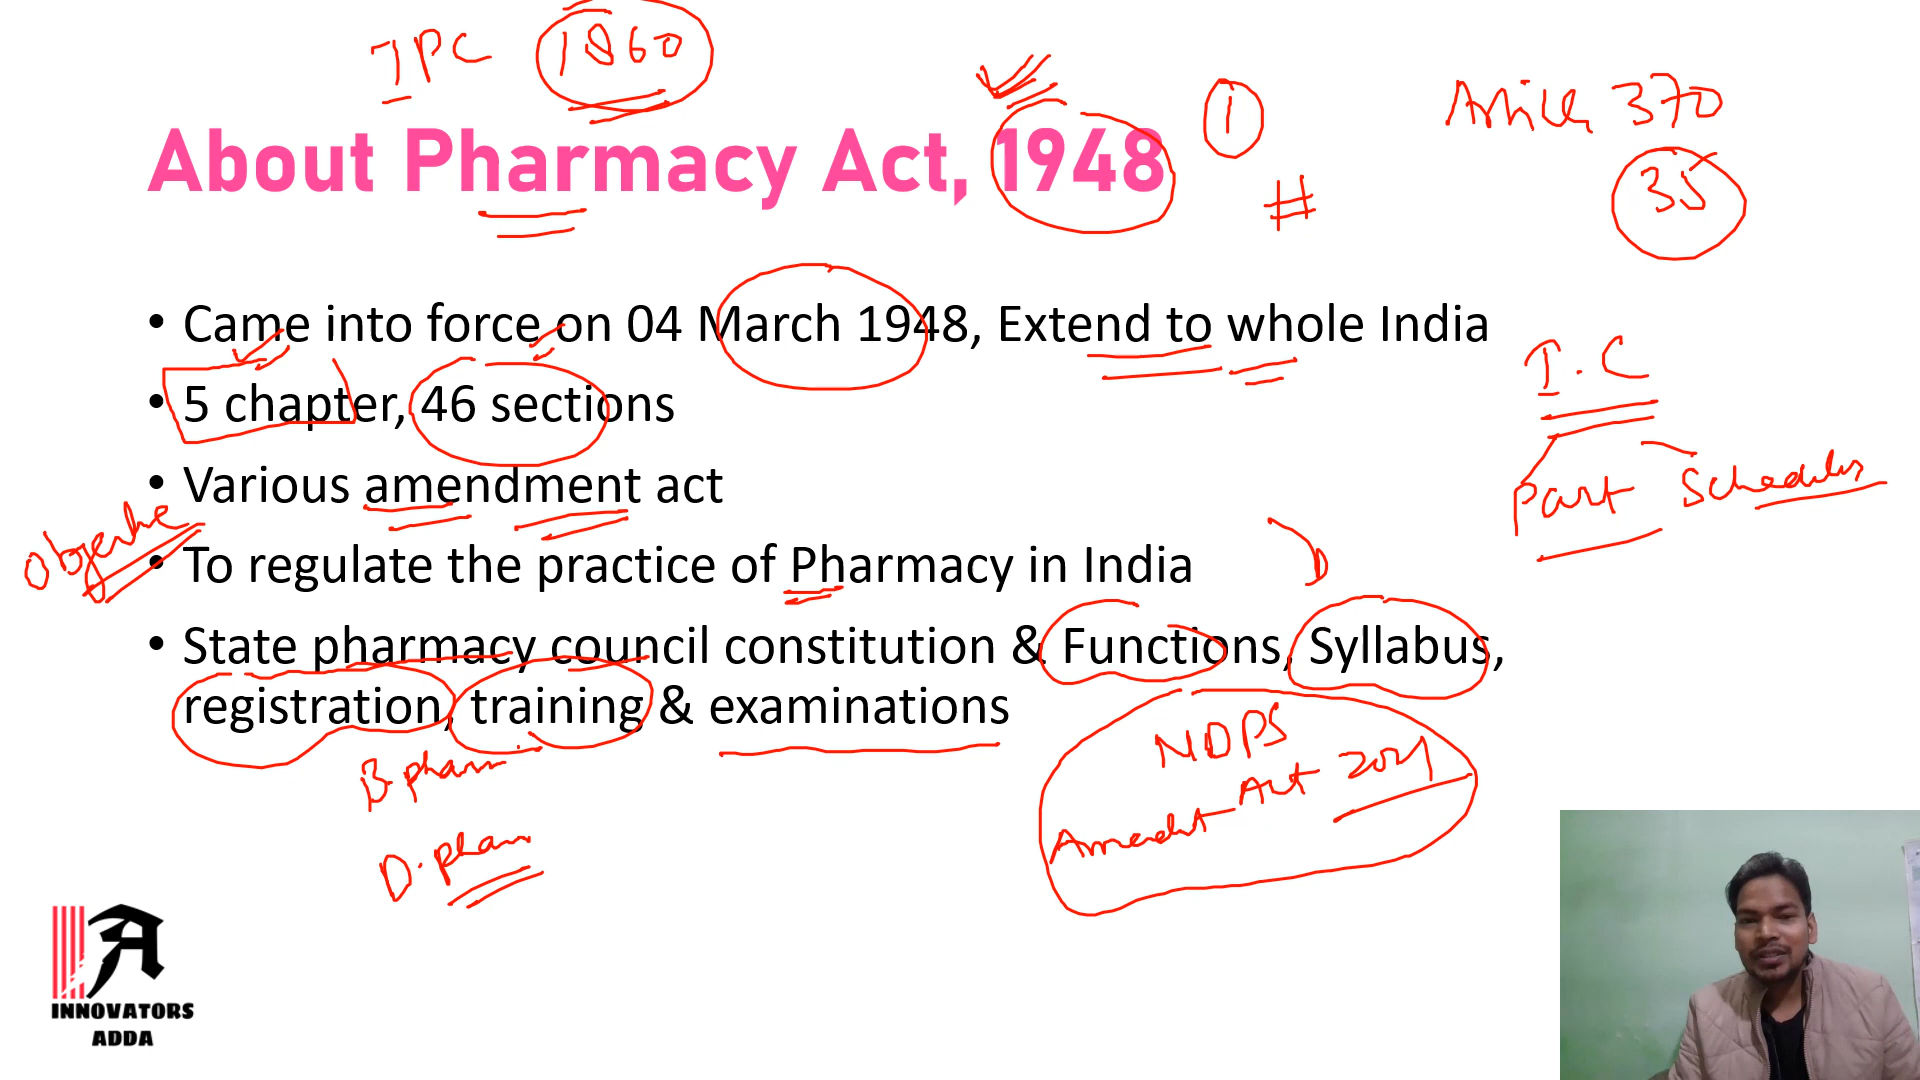 IPC 1860
Article 370
1
About Pharmacy Act, 1948
#
35
• Came into force on 04 March 1948, Extend to whole India
I.C
• 5 chapter, 46 sections
• Various amendment act
Part Schedules
Objective
• To regulate the practice of Pharmacy in India
• State pharmacy council constitution & Functions, Syllabus,
registration, training & examinations
NDPS
B.pharm
Act 2021
D.pharm
INNOVATORS
ADDA